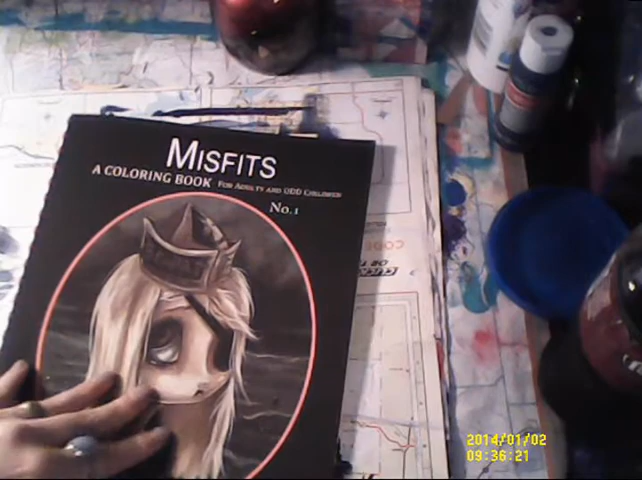 MISFITS
A COLORING BOOK FOR ADULTS AND ODD CHILDREN
No. 1
2014/01/02
09:36:21